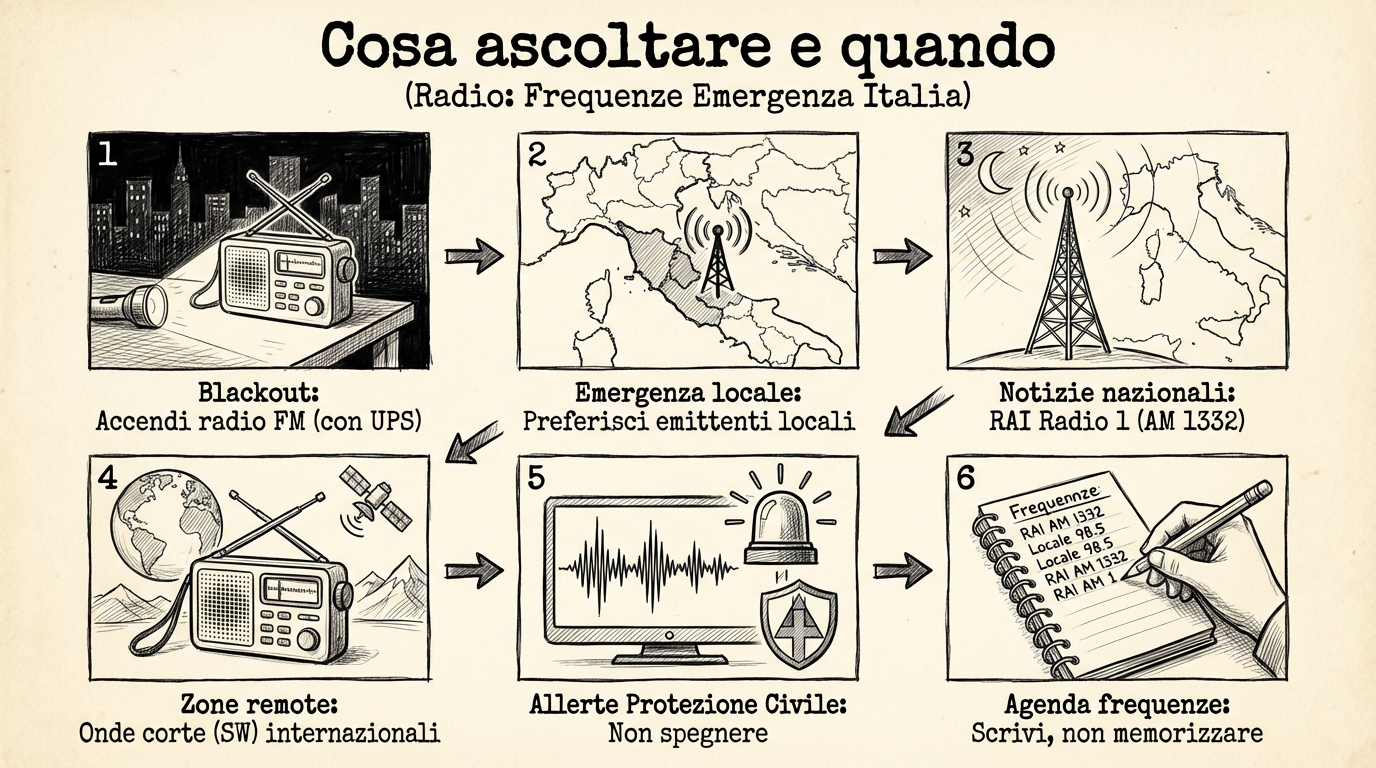 Cosa ascoltare e quando
(Radio: Frequenze Emergenza Italia)
1
Blackout:
Accendi radio FM (con UPS)
2
Emergenza locale:
Preferisci emittenti locali
3
Notizie nazionali:
RAI Radio 1 (AM 1332)
4
Zone remote:
Onde corte (SW) internazionali
5
Allerte Protezione Civile:
Non spegnere
6
Frequennze
RAI AM 1332
Locale 98.5
Locale 98.5
RAI AM 1332
RAI AM 1
Agenda frequenze:
Scrivi, non memorizzare